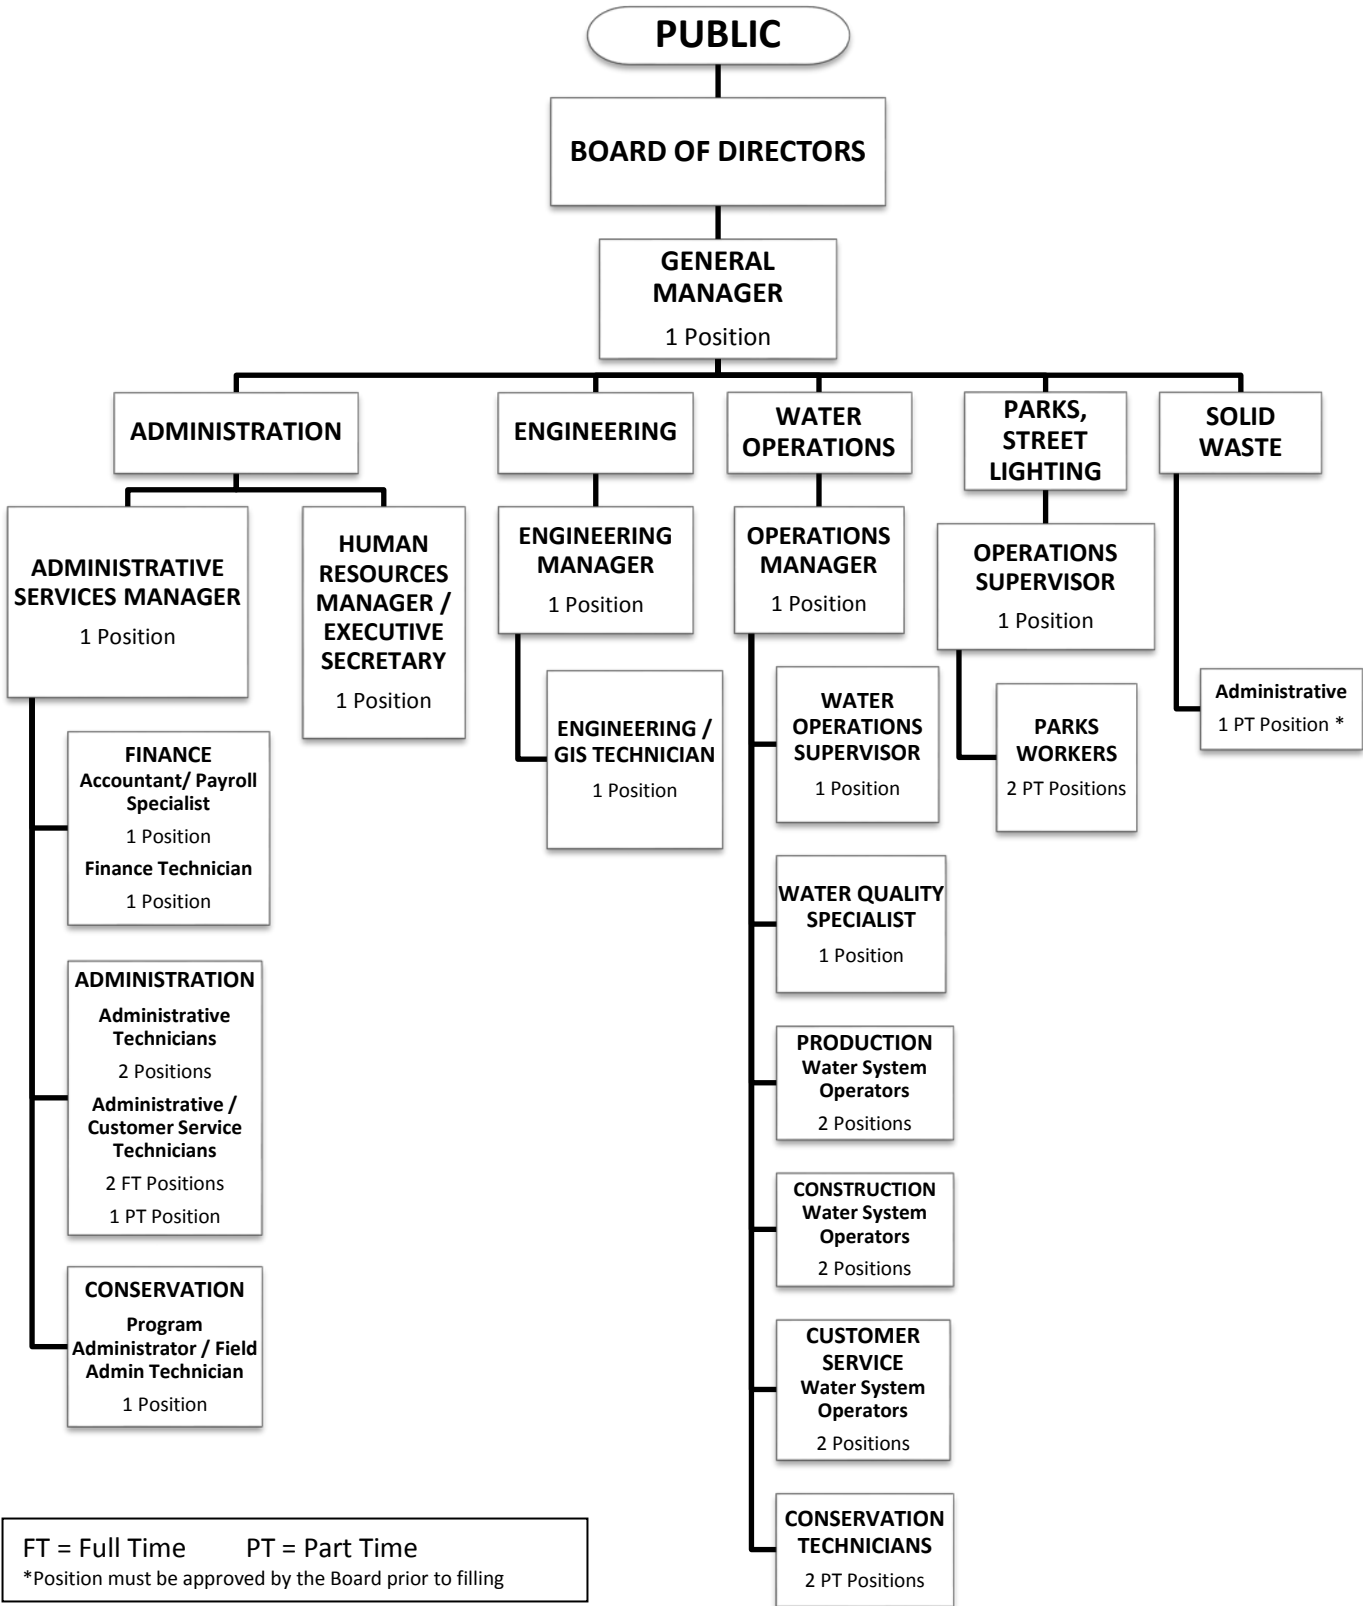 PUBLIC
BOARD OF DIRECTORS
GENERAL
MANAGER
1 Position
ADMINISTRATION
ENGINEERING
WATER
OPERATIONS
PARKS,
STREET
LIGHTING
SOLID
WASTE
ADMINISTRATIVE
SERVICES MANAGER
1 Position
HUMAN
RESOURCES
MANAGER /
EXECUTIVE
SECRETARY
1 Position
ENGINEERING
MANAGER
1 Position
OPERATIONS
MANAGER
1 Position
OPERATIONS
SUPERVISOR
1 Position
FINANCE
Accountant/ Payroll
Specialist
1 Position
Finance Technician
1 Position
ADMINISTRATION
Administrative
Technicians
2 Positions
Administrative /
Customer Service
Technicians
2 FT Positions
1 PT Position
CONSERVATION
Program
Administrator / Field
Admin Technician
1 Position
ENGINEERING /
GIS TECHNICIAN
1 Position
WATER
OPERATIONS
SUPERVISOR
1 Position
WATER QUALITY
SPECIALIST
1 Position
PRODUCTION
Water System
Operators
2 Positions
CONSTRUCTION
Water System
Operators
2 Positions
CUSTOMER
SERVICE
Water System
Operators
2 Positions
CONSERVATION
TECHNICIANS
2 PT Positions
PARKS
WORKERS
2 PT Positions
Administrative
1 PT Position *
FT = Full Time PT = Part Time
*Position must be approved by the Board prior to filling